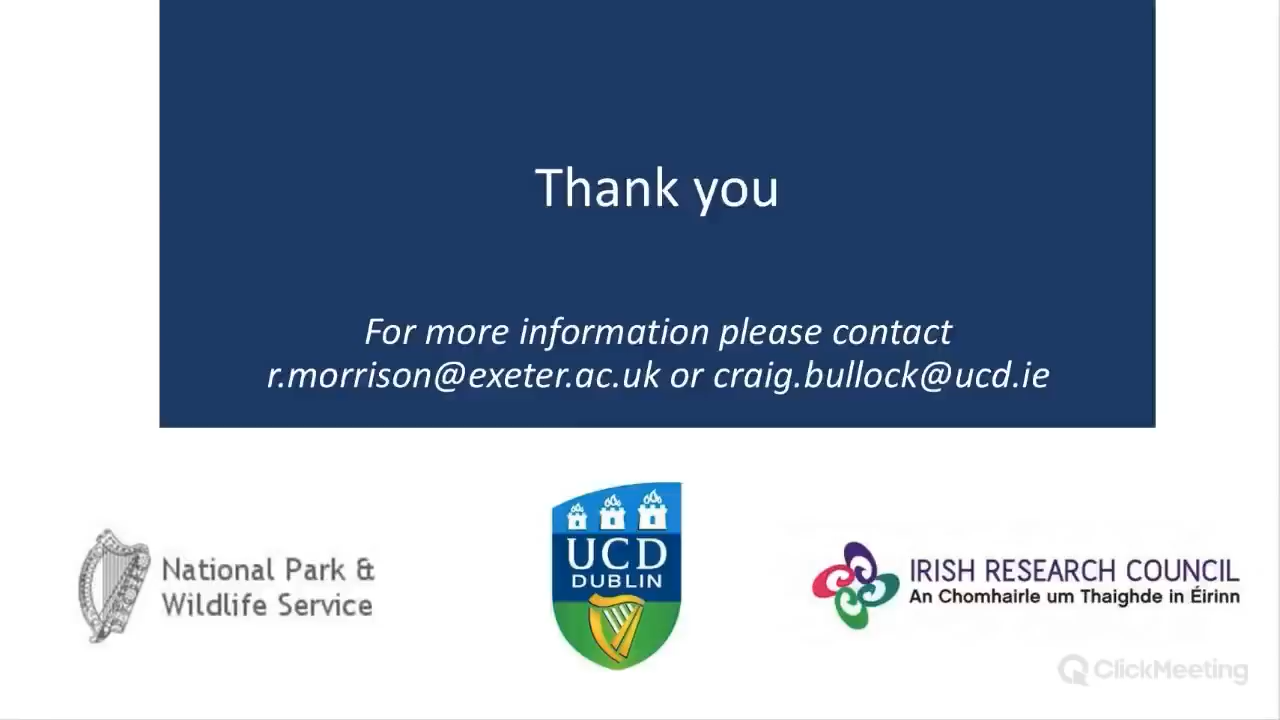 Thank you
For more information please contact
r.morrison@exeter.ac.uk or craig.bullock@ucd.ie
National Park &
Wildlife Service
UCD
DUBLIN
IRISH RESEARCH COUNCIL
An Chomhairle um Thaighde in Éirinn
ClickMeeting